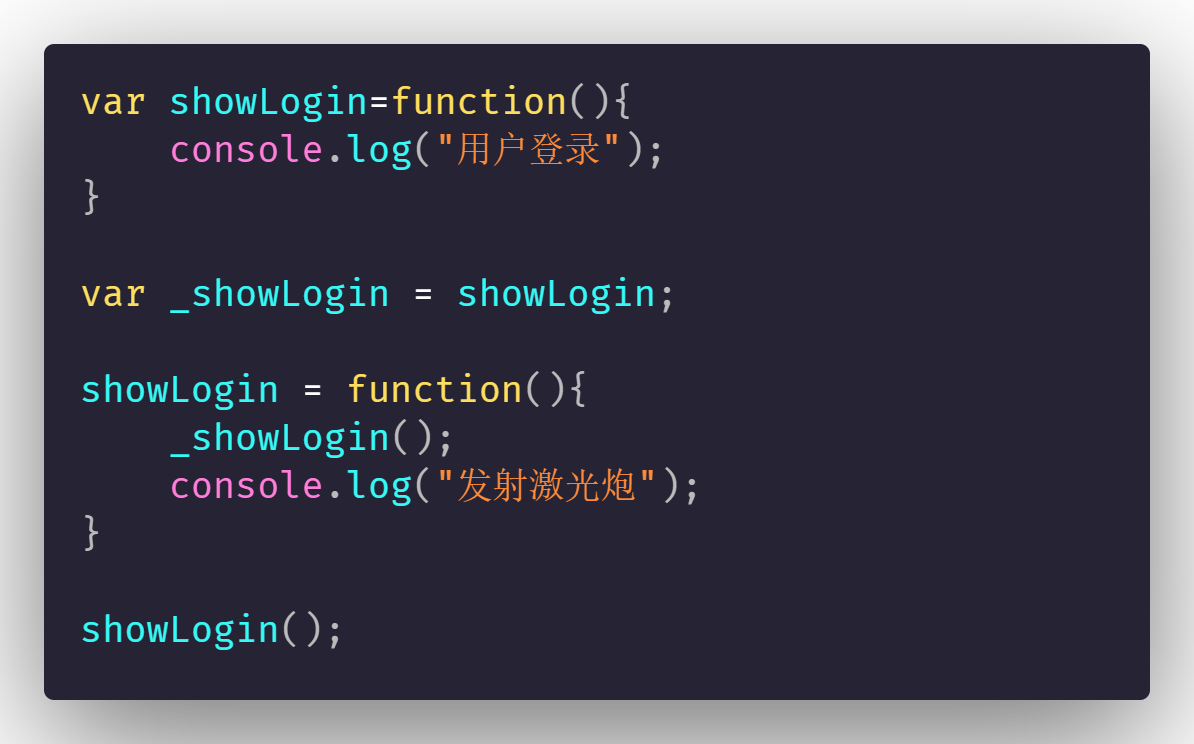 var showLogin=function(){
    console.log("用户登录");
}
var _showLogin = showLogin;
showLogin = function(){
    _showLogin();
    console.log("发射激光炮");
}
showLogin();